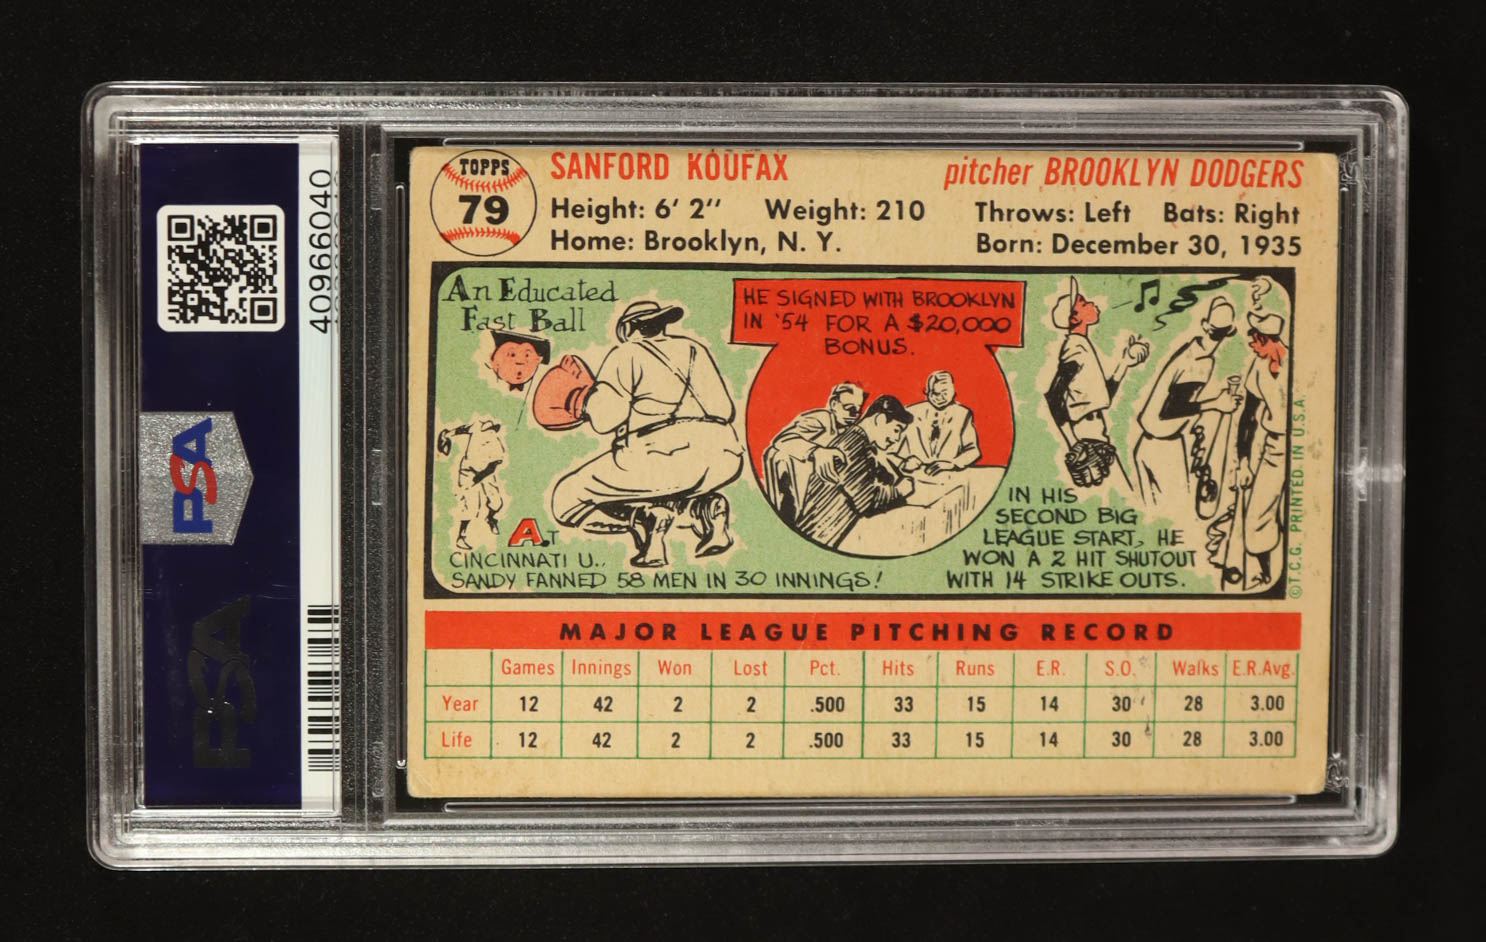 40966040
PSA
PSA
TOPPS
79
SANFORD KOUFAX
pitcher BROOKLYN DODGERS
Height: 6' 2" Weight: 210
Throws: Left Bats: Right
Home: Brooklyn, N. Y.
Born: December 30, 1935
An Educated
Fast Ball
AT
CINCINNATI U.,
SANDY FANNED 58 MEN IN 30 INNINGS!
HE SIGNED WITH BROOKLYN
IN '54 FOR A $20,000
BONUS.
IN HIS
SECOND BIG
LEAGUE START, HE
WON A 2 HIT SHUTOUT
WITH 14 STRIKE OUTS.
©T.C.G. PRINTED IN U.S.A.
MAJOR LEAGUE PITCHING RECORD
Games Innings Won Lost Pct. Hits Runs E.R. S.O. Walks E.R.Avg.
Year 12 42 2 2 .500 33 15 14 30 28 3.00
Life 12 42 2 2 .500 33 15 14 30 28 3.00